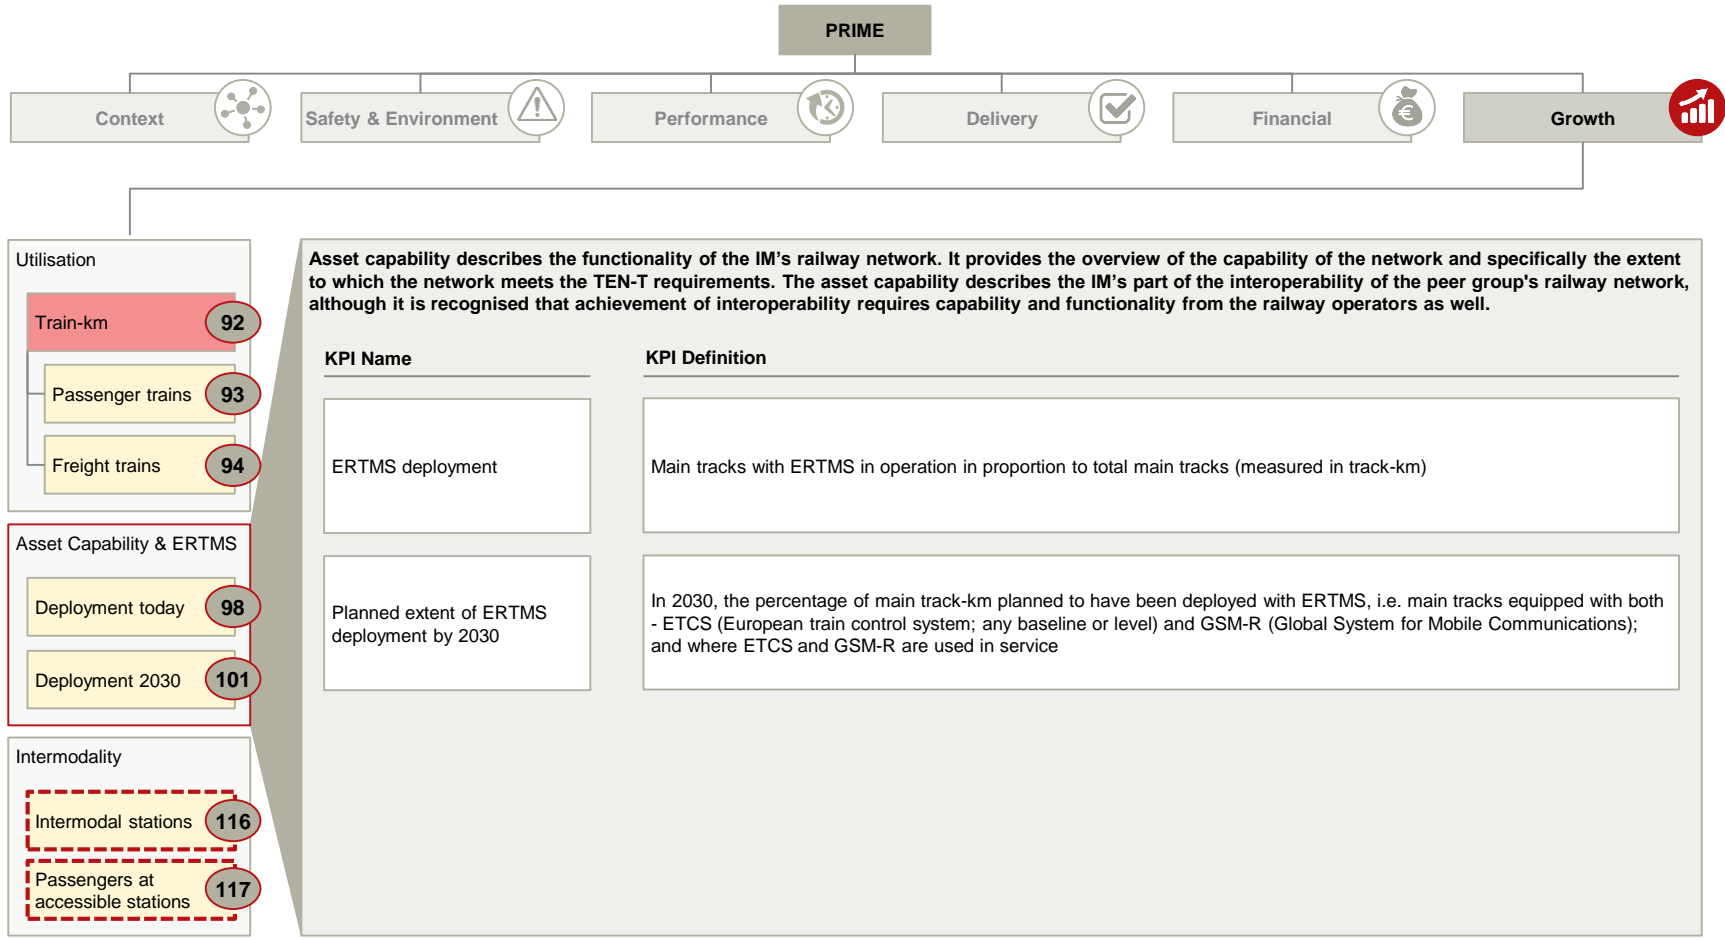 PRIME
Context
Safety & Environment
Performance
Delivery
Financial
€
Growth
Utilisation
Train-km
92
Passenger trains
93
Freight trains
94
Asset Capability & ERTMS
Deployment today
98
Deployment 2030
101
Intermodality
Intermodal stations
116
Passengers at
accessible stations
117
Asset capability describes the functionality of the IM’s railway network. It provides the overview of the capability of the network and specifically the extent
to which the network meets the TEN-T requirements. The asset capability describes the IM’s part of the interoperability of the peer group's railway network,
although it is recognised that achievement of interoperability requires capability and functionality from the railway operators as well.
KPI Name
KPI Definition
ERTMS deployment
Main tracks with ERTMS in operation in proportion to total main tracks (measured in track-km)
Planned extent of ERTMS
deployment by 2030
In 2030, the percentage of main track-km planned to have been deployed with ERTMS, i.e. main tracks equipped with both
- ETCS (European train control system; any baseline or level) and GSM-R (Global System for Mobile Communications);
and where ETCS and GSM-R are used in service